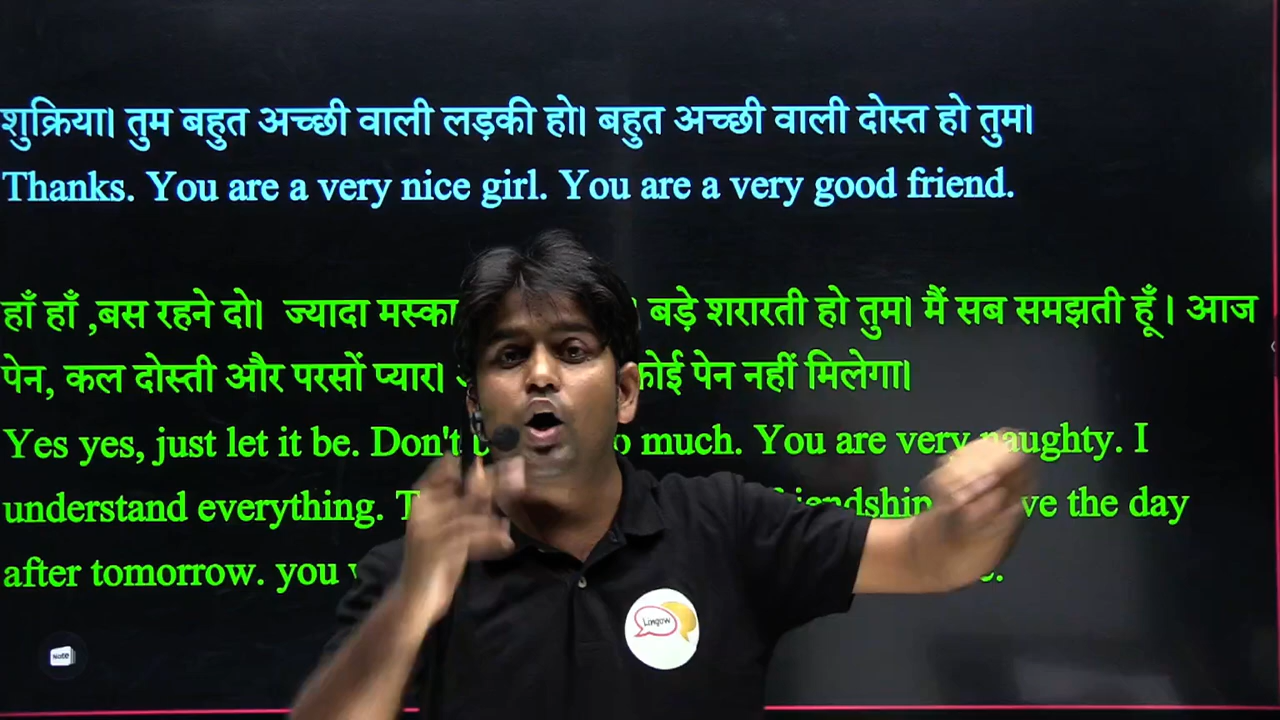 शुक्रिया। तुम बहुत अच्छी वाली लड़की हो। बहुत अच्छी वाली दोस्त हो तुम।
Thanks. You are a very nice girl. You are a very good friend.
हाँ हाँ ,बस रहने दो। ज्यादा मस्का बड़े शरारती हो तुम। मैं सब समझती हूँ । आज
पेन, कल दोस्ती और परसों प्यार। कोई पेन नहीं मिलेगा।
Yes yes, just let it be. Don't much. You are very naughty. I
understand everything. the day
after tomorrow. you
Lingow
Note